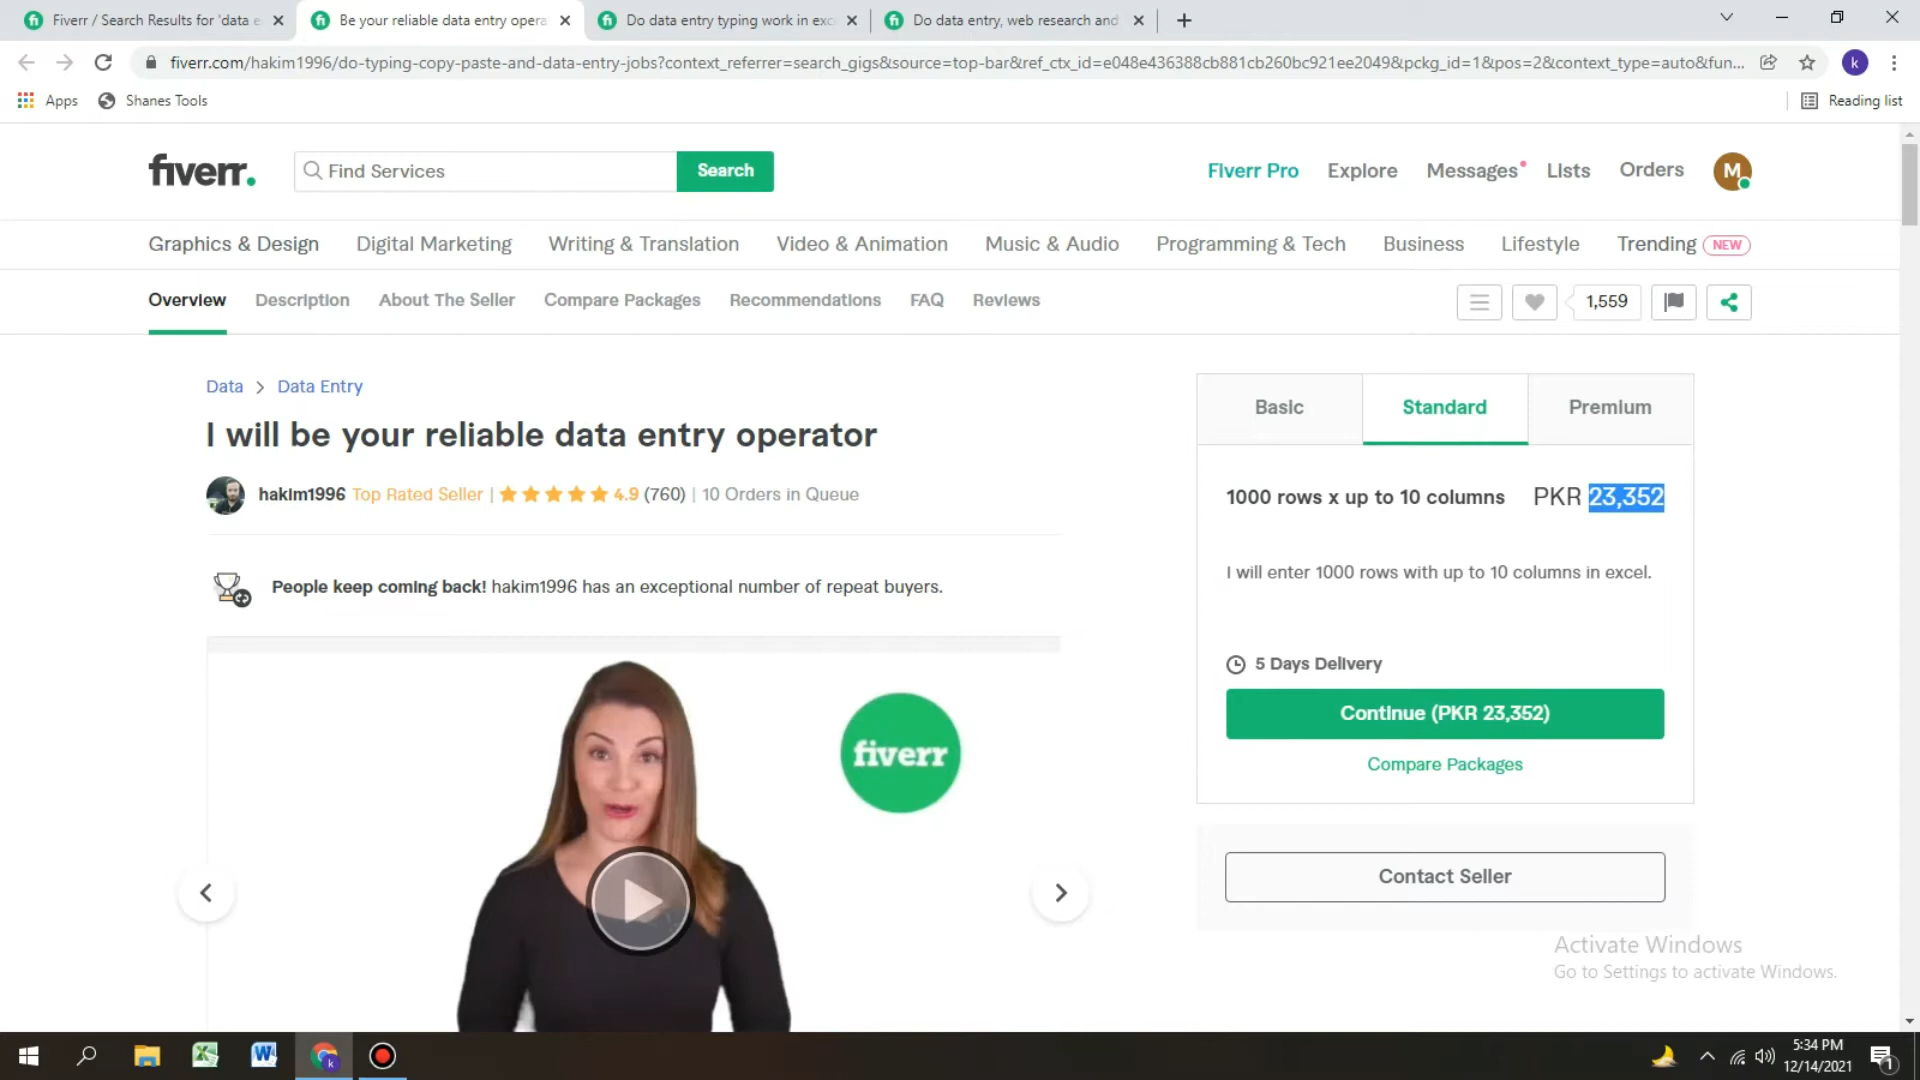 Fiverr / Search Results for 'data e
Be your reliable data entry opera
Do data entry typing work in exc
Do data entry, web research and
fiverr.com/hakim1996/do-typing-copy-paste-and-data-entry-jobs?context_referrer=search_gigs&source=top-bar&ref_ctx_id=e048e436388cb881cb260bc921ee2049&pckg_id=1&pos=2&context_type=auto&fun...
k
Apps
Shanes Tools
Reading list
fiverr.
Find Services
Search
Fiverr Pro
Explore
Messages
Lists
Orders
M
Graphics & Design
Digital Marketing
Writing & Translation
Video & Animation
Music & Audio
Programming & Tech
Business
Lifestyle
Trending NEW
Overview
Description
About The Seller
Compare Packages
Recommendations
FAQ
Reviews
1,559
Data > Data Entry
I will be your reliable data entry operator
hakim1996 Top Rated Seller | 4.9 (760) | 10 Orders in Queue
People keep coming back! hakim1996 has an exceptional number of repeat buyers.
fiverr
Basic
Standard
Premium
1000 rows x up to 10 columns PKR 23,352
I will enter 1000 rows with up to 10 columns in excel.
5 Days Delivery
Continue (PKR 23,352)
Compare Packages
Contact Seller
Activate Windows
Go to Settings to activate Windows.
5:34 PM
12/14/2021
1